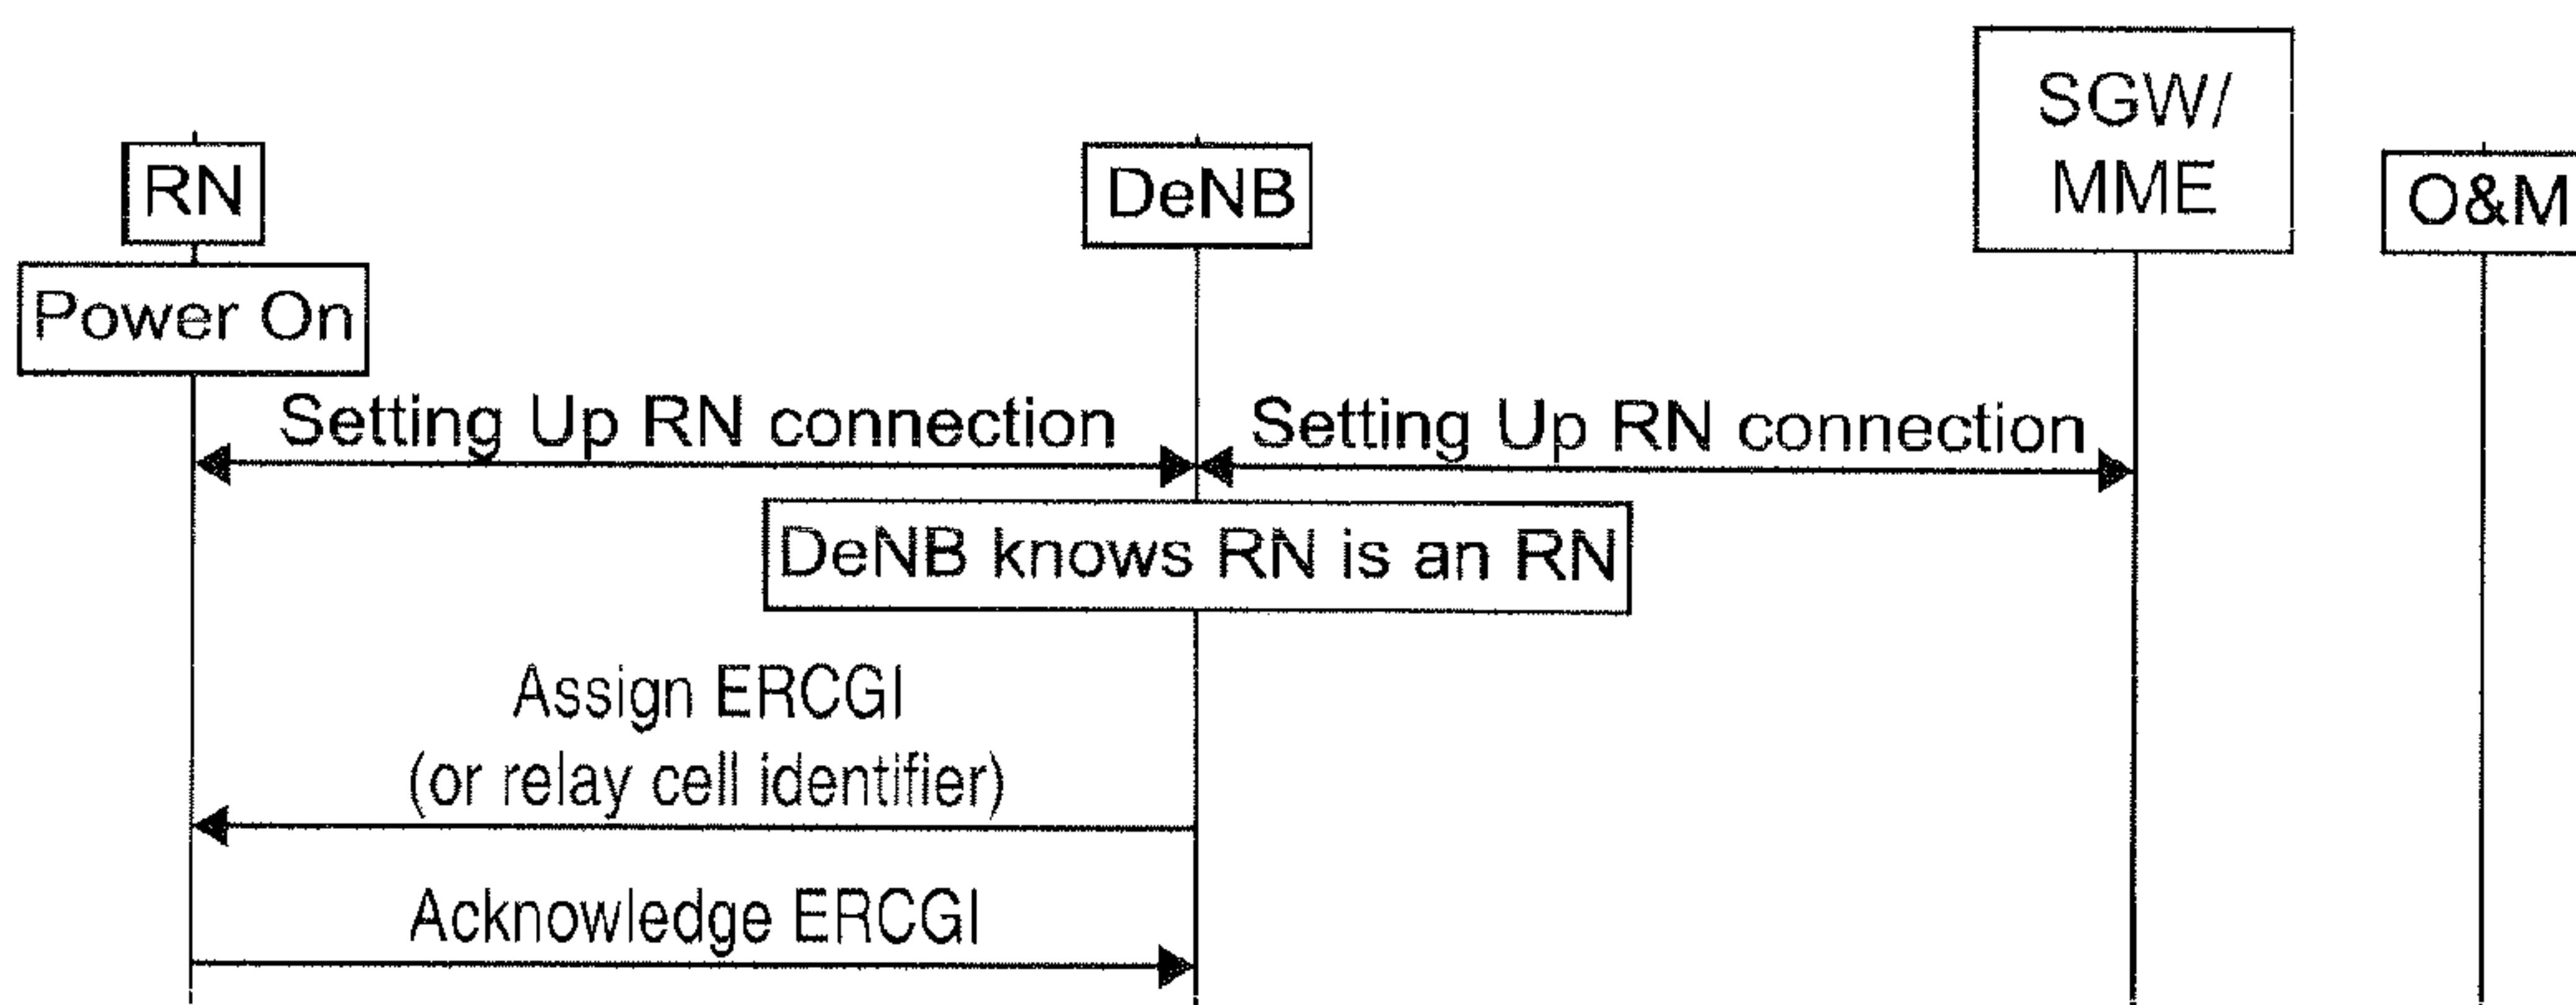 SGW/
MME
RN
DeNB
O&M
Power On
Setting Up RN connection
Setting Up RN connection
DeNB knows RN is an RN
Assign ERCGI
(or relay cell identifier)
Acknowledge ERCGI